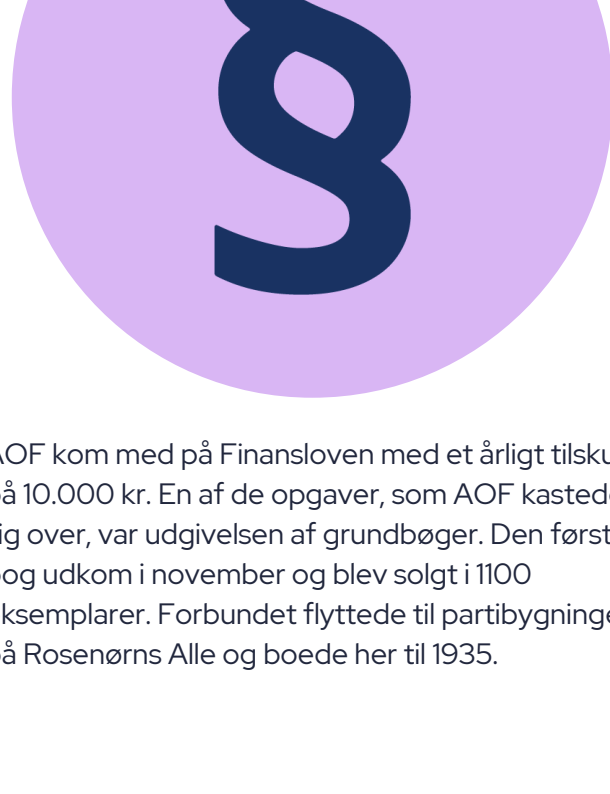 §
AOF kom med på Finansloven med et årligt tilsku
på 10.000 kr. En af de opgaver, som AOF kastede
ig over, var udgivelsen af grundbøger. Den først
og udkom i november og blev solgt i 1100
ksemplarer. Forbundet flyttede til partibygninge
på Rosenørns Alle og boede her til 1935.